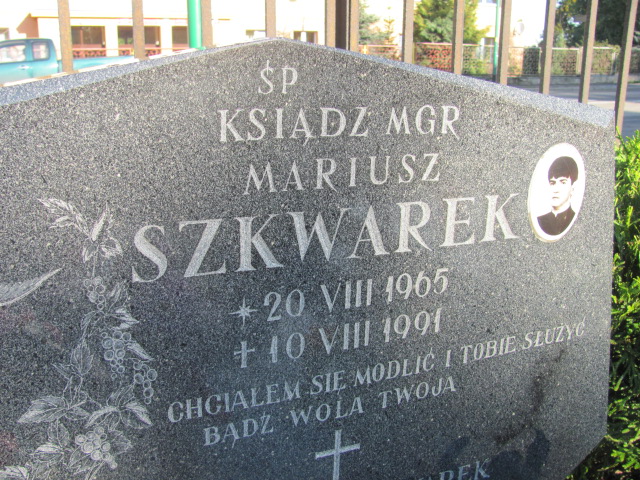 ŚP
KSIĄDZ MGR
MARIUSZ
SZKWAREK
* 20 VIII 1965
+ 10 VIII 1991
CHCIAŁEM SIĘ MODLIĆ I TOBIE SŁUŻYĆ
BĄDŹ WOLA TWOJA